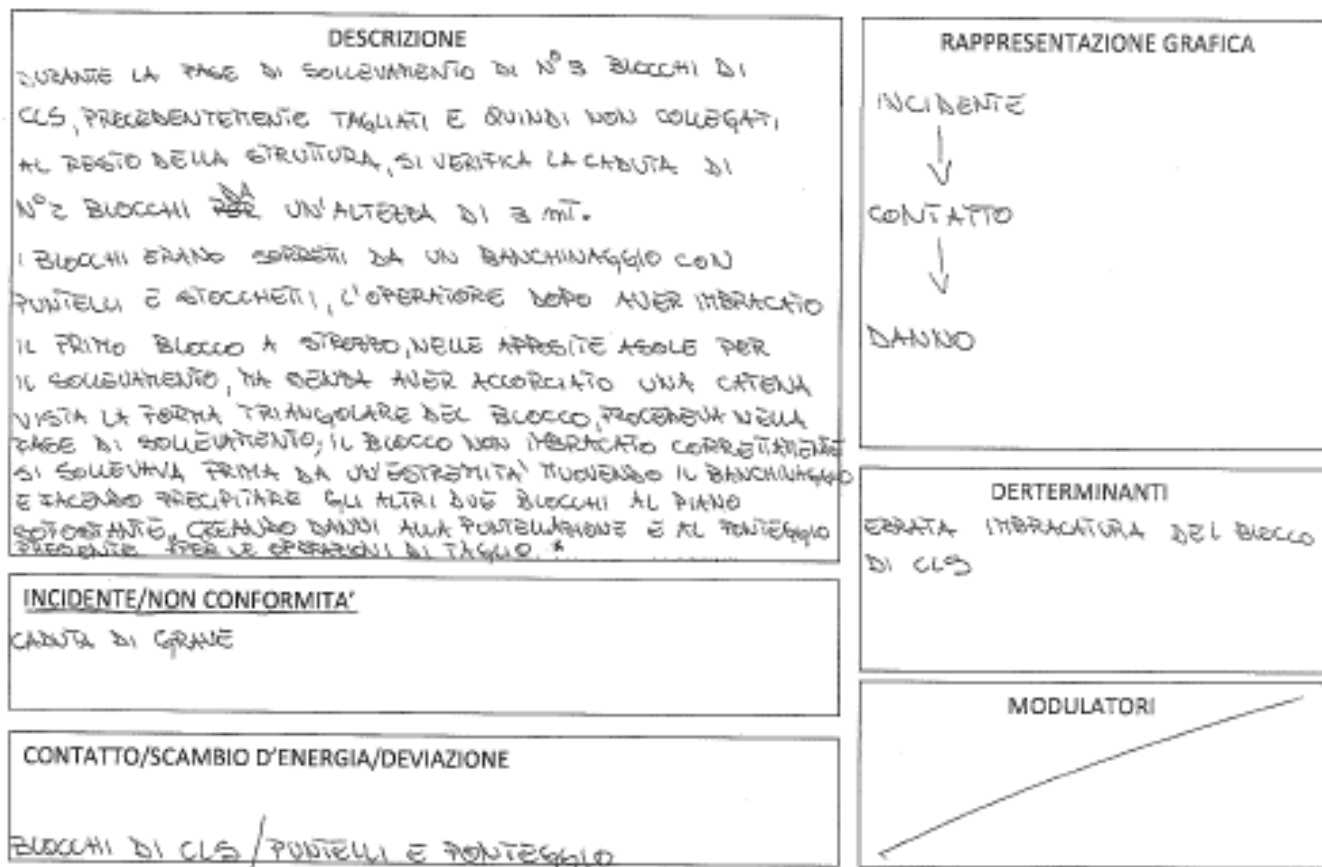 DESCRIZIONE
DURANTE LA FASE DI SOLLEVAMENTO DI N° 3 BLOCCHI DI
CLS, PRECEDENTEMENTE TAGLIATI E QUINDI NON COLLEGATI
AL RESTO DELLA STRUTTURA, SI VERIFICA LA CADUTA DI
N° 2 BLOCCHI DA UN'ALTEZZA DI 3 MT.
I BLOCCHI ERANO SORRETTI DA UN BANCHINAGGIO CON
PUNTELLI E STOCCHETTI, L'OPERATORE DOPO AVER IMBRACATO
IL PRIMO BLOCCO A STROZZO, NELLE APPOSITE ASOLE PER
IL SOLLEVAMENTO, MA SENZA AVER ACCORCIATO UNA CATENA
VISTA LA FORMA TRIANGOLARE DEL BLOCCO, PROCEDEVA NELLA
FASE DI SOLLEVAMENTO; IL BLOCCO NON IMBRACATO CORRETTAMENTE
SI SOLLEVAVA PRIMA DA UN'ESTREMITA' MUOVENDO IL BANCHINAGGIO
E FACENDO PRECIPITARE GLI ALTRI DUE BLOCCHI AL PIANO
SOTTOSTANTE, CREANDO DANNI ALLA PUNTELLAZIONE E AL PONTEGGIO
PRESENTE PER LE OPERAZIONI DI TAGLIO. *
INCIDENTE/NON CONFORMITA'
CADUTA DI GRAVE
CONTATTO/SCAMBIO D'ENERGIA/DEVIAZIONE
BLOCCHI DI CLS / PUNTELLI E PONTEGGIO
RAPPRESENTAZIONE GRAFICA
INCIDENTE
CONTATTO
DANNO
DERTERMINANTI
ERRATA IMBRACATURA DEL BLOCCO
DI CLS
MODULATORI